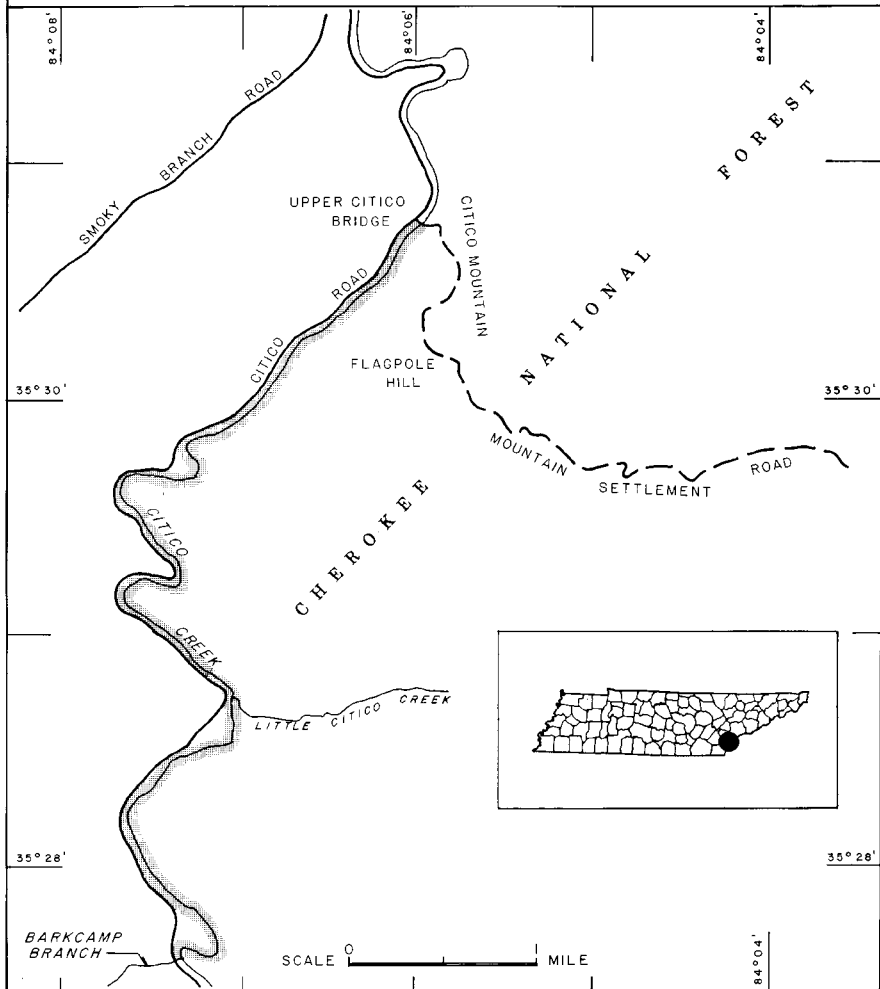 84°08'
84°06'
84°04'
SMOKY BRANCH ROAD
UPPER CITICO
BRIDGE
CITICO MOUNTAIN
CITICO ROAD
FLAGPOLE
HILL
CHEROKEE NATIONAL FOREST
35°30'
35°30'
MOUNTAIN SETTLEMENT ROAD
CITICO CREEK
LITTLE CITICO CREEK
35°28'
35°28'
BARKCAMP
BRANCH
SCALE 0 1 MILE
84°04'